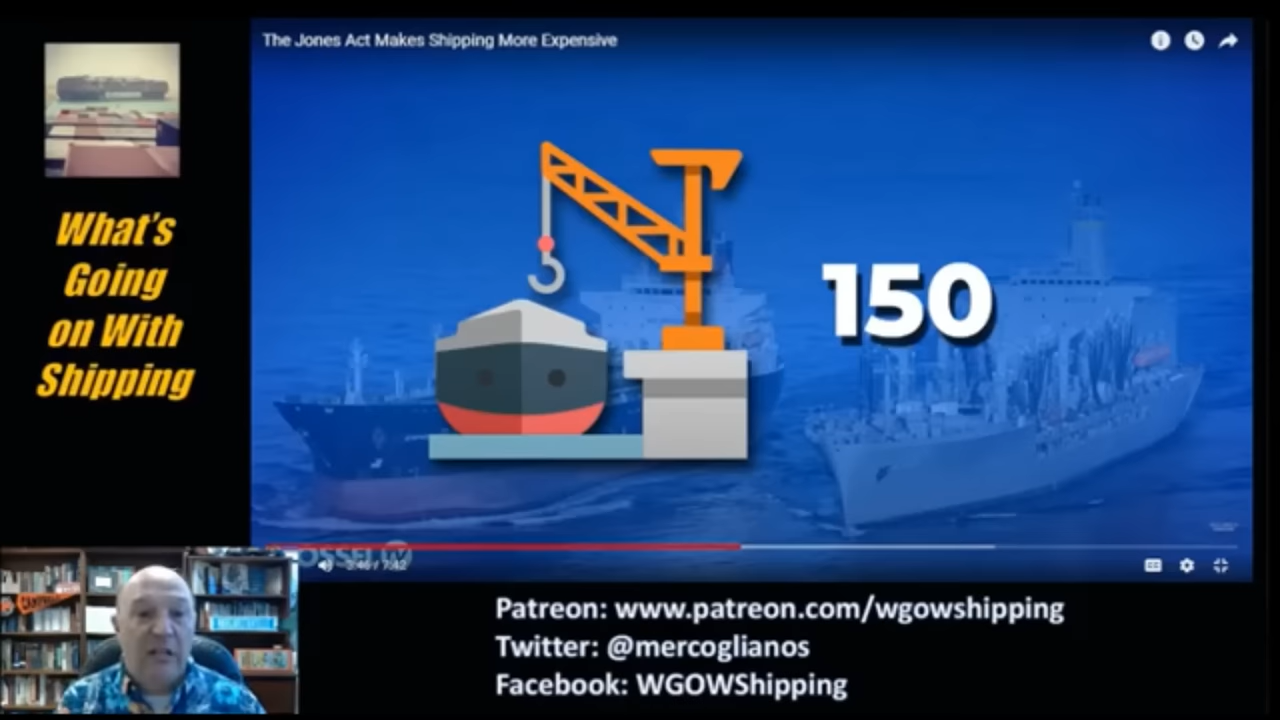 The Jones Act Makes Shipping More Expensive
What's
Going
on With
Shipping
150
Patreon: www.patreon.com/wgowshipping
Twitter: @mercoglianos
Facebook: WGOWShipping